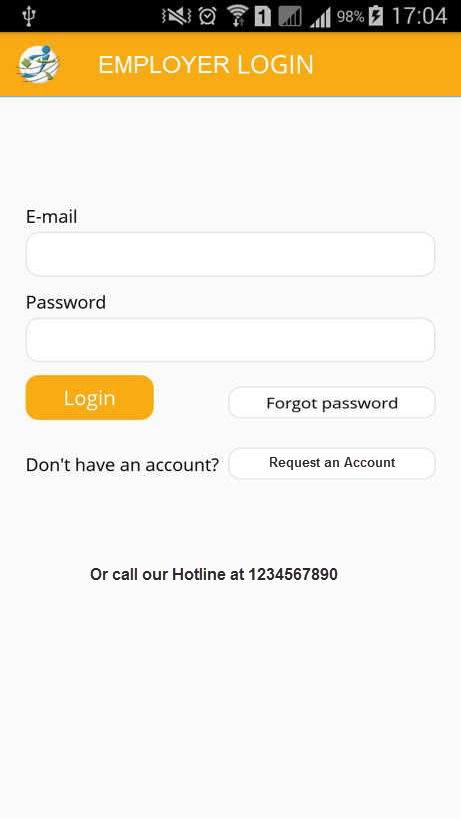 1 98% 17:04
EMPLOYER LOGIN
E-mail
Password
Login
Forgot password
Don't have an account?
Request an Account
Or call our Hotline at 1234567890